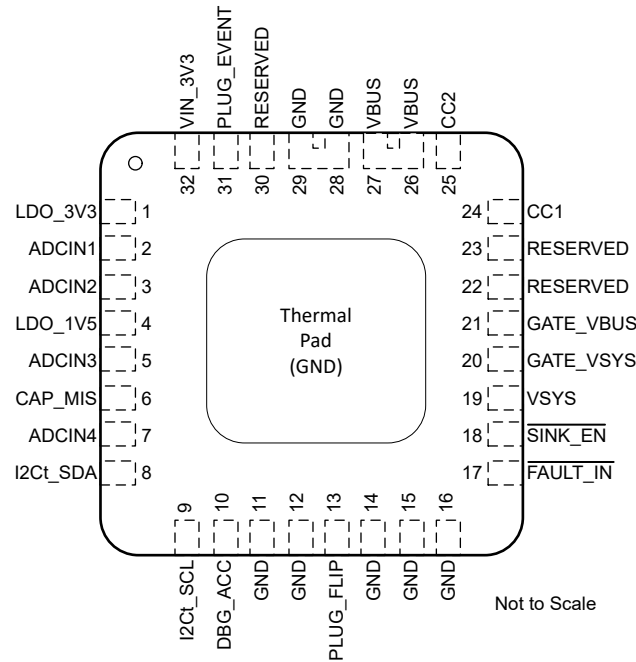 VIN_3V3
PLUG_EVENT
RESERVED
GND
GND
VBUS
VBUS
CC2
32
31
30
29
28
27
26
25
LDO_3V3 1
ADCIN1 2
ADCIN2 3
LDO_1V5 4
ADCIN3 5
CAP_MIS 6
ADCIN4 7
I2Ct_SDA 8
Thermal
Pad
(GND)
24 CC1
23 RESERVED
22 RESERVED
21 GATE_VBUS
20 GATE_VSYS
19 VSYS
18 SINK_EN
17 FAULT_IN
9
10
11
12
13
14
15
16
I2Ct_SCL
DBG_ACC
GND
GND
PLUG_FLIP
GND
GND
GND
Not to Scale